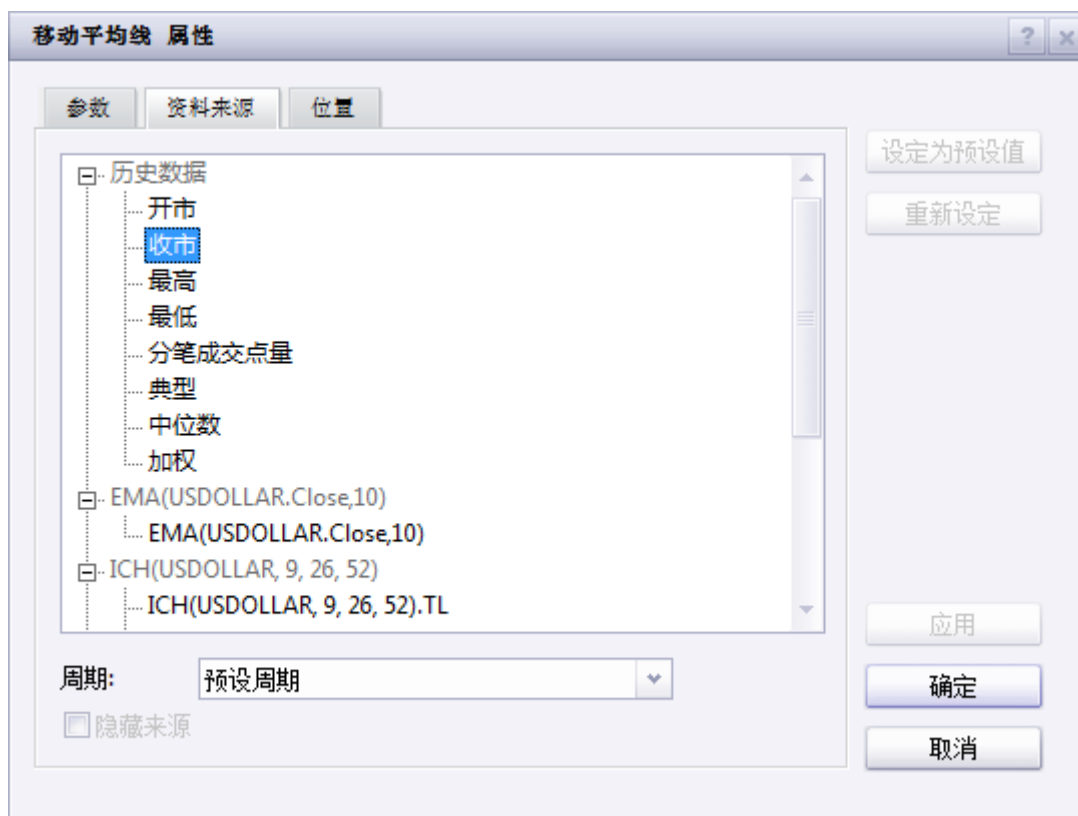 移动平均线 属性
参数 资料来源 位置
设定为预设值
重新设定
历史数据
开市
收市
最高
最低
分笔成交点量
典型
中位数
加权
EMA(USDOLLAR.Close,10)
EMA(USDOLLAR.Close,10)
ICH(USDOLLAR, 9, 26, 52)
ICH(USDOLLAR, 9, 26, 52).TL
周期: 预设周期
隐藏来源
应用
确定
取消